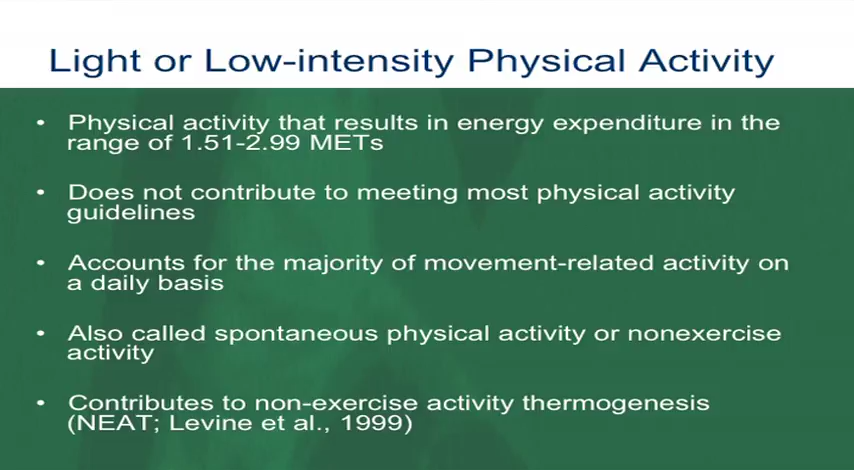 Light or Low-intensity Physical Activity
• Physical activity that results in energy expenditure in the
range of 1.51-2.99 METs
• Does not contribute to meeting most physical activity
guidelines
• Accounts for the majority of movement-related activity on
a daily basis
• Also called spontaneous physical activity or nonexercise
activity
• Contributes to non-exercise activity thermogenesis
(NEAT; Levine et al., 1999)